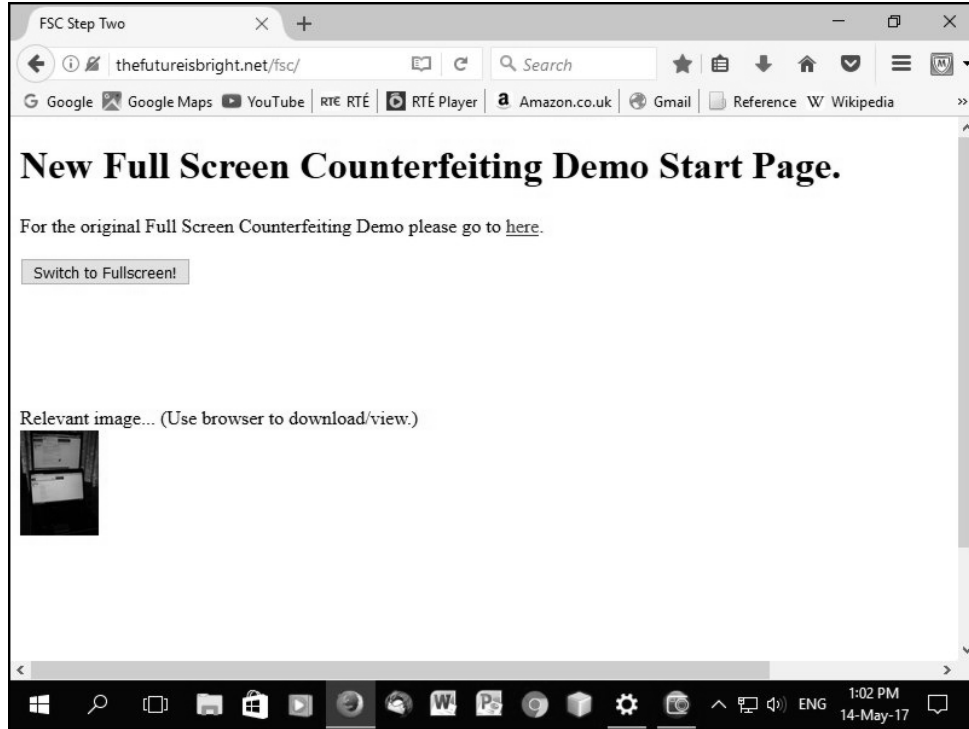 FSC Step Two
thefutureisbright.net/fsc/ Search
G Google Google Maps YouTube RTÉ RTÉ RTÉ Player a Amazon.co.uk Gmail Reference W Wikipedia
New Full Screen Counterfeiting Demo Start Page.
For the original Full Screen Counterfeiting Demo please go to here.
Switch to Fullscreen!
Relevant image... (Use browser to download/view.)
ENG 1:02 PM
14-May-17